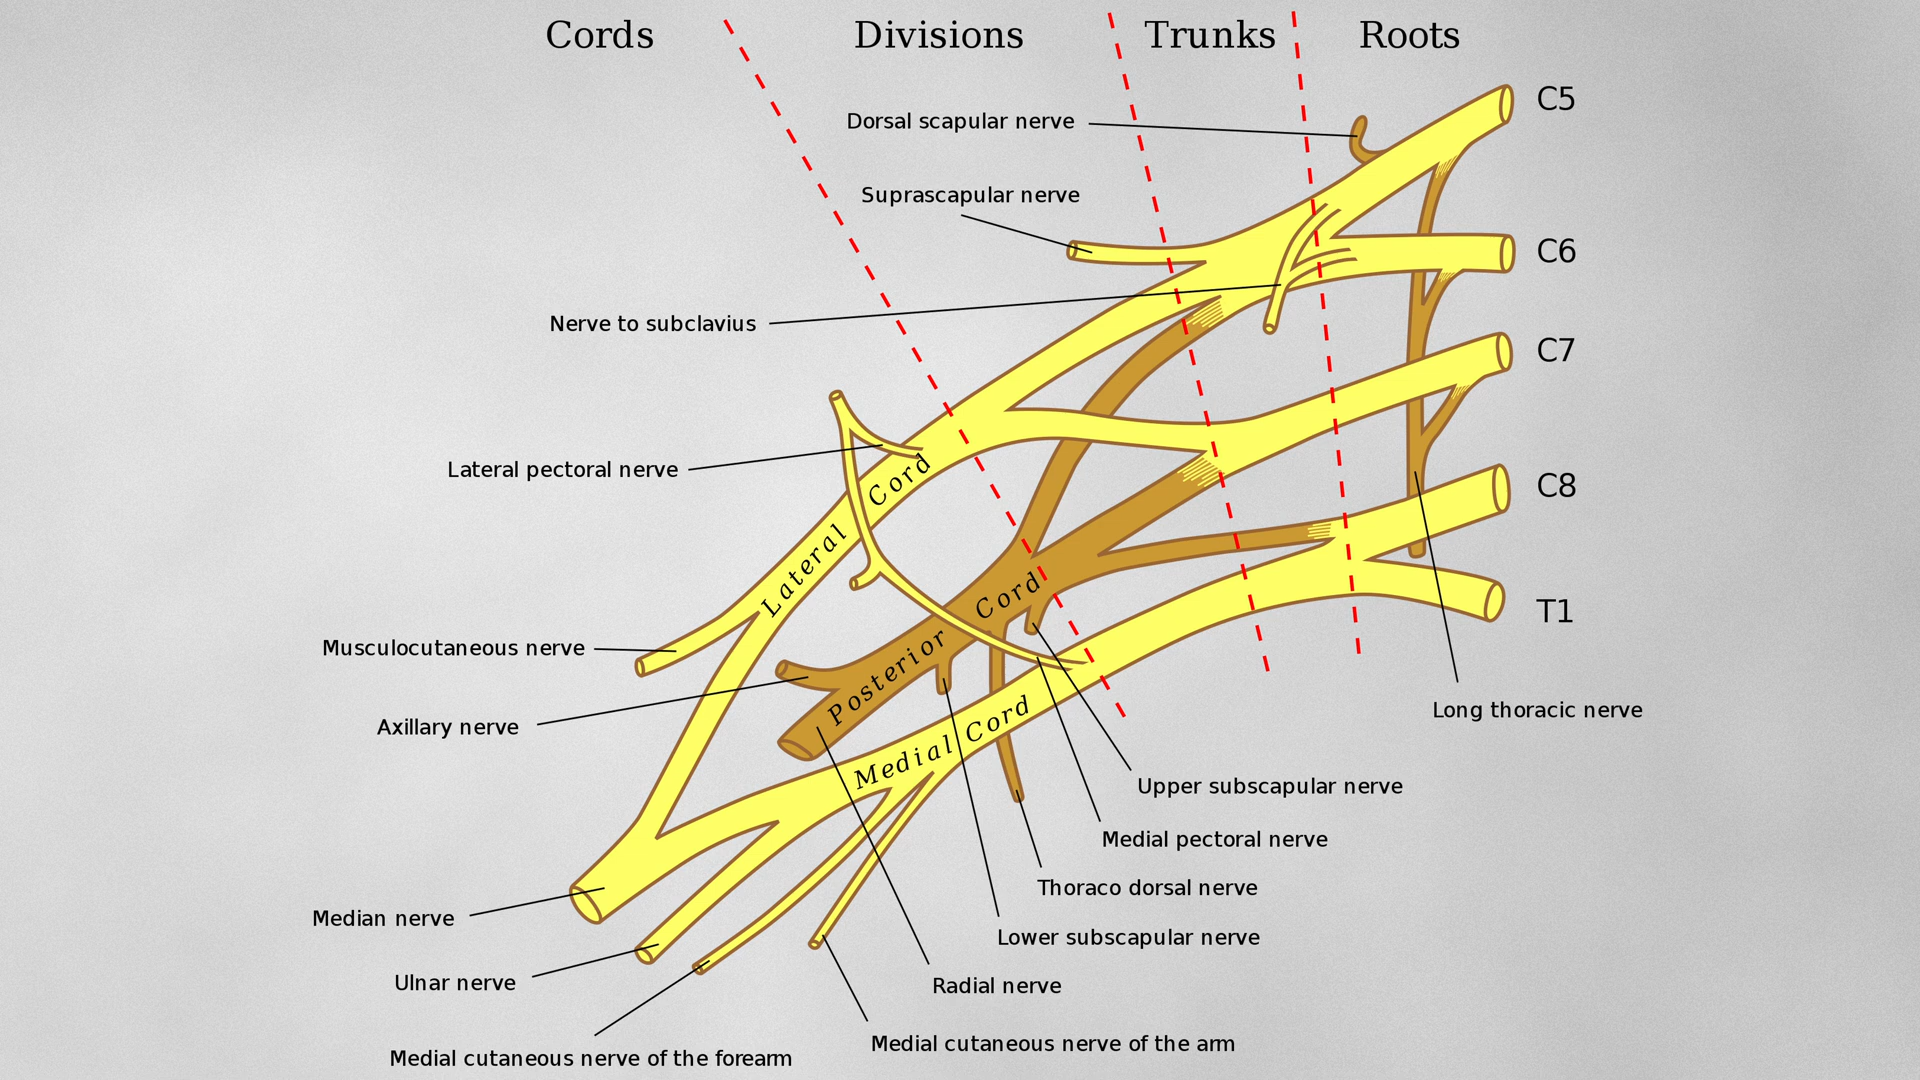 Cords
Divisions
Trunks
Roots
C5
Dorsal scapular nerve
Suprascapular nerve
C6
Nerve to subclavius
C7
Lateral pectoral nerve
C8
Lateral Cord
Posterior Cord
Medial Cord
T1
Musculocutaneous nerve
Axillary nerve
Long thoracic nerve
Upper subscapular nerve
Medial pectoral nerve
Thoraco dorsal nerve
Median nerve
Lower subscapular nerve
Ulnar nerve
Radial nerve
Medial cutaneous nerve of the arm
Medial cutaneous nerve of the forearm